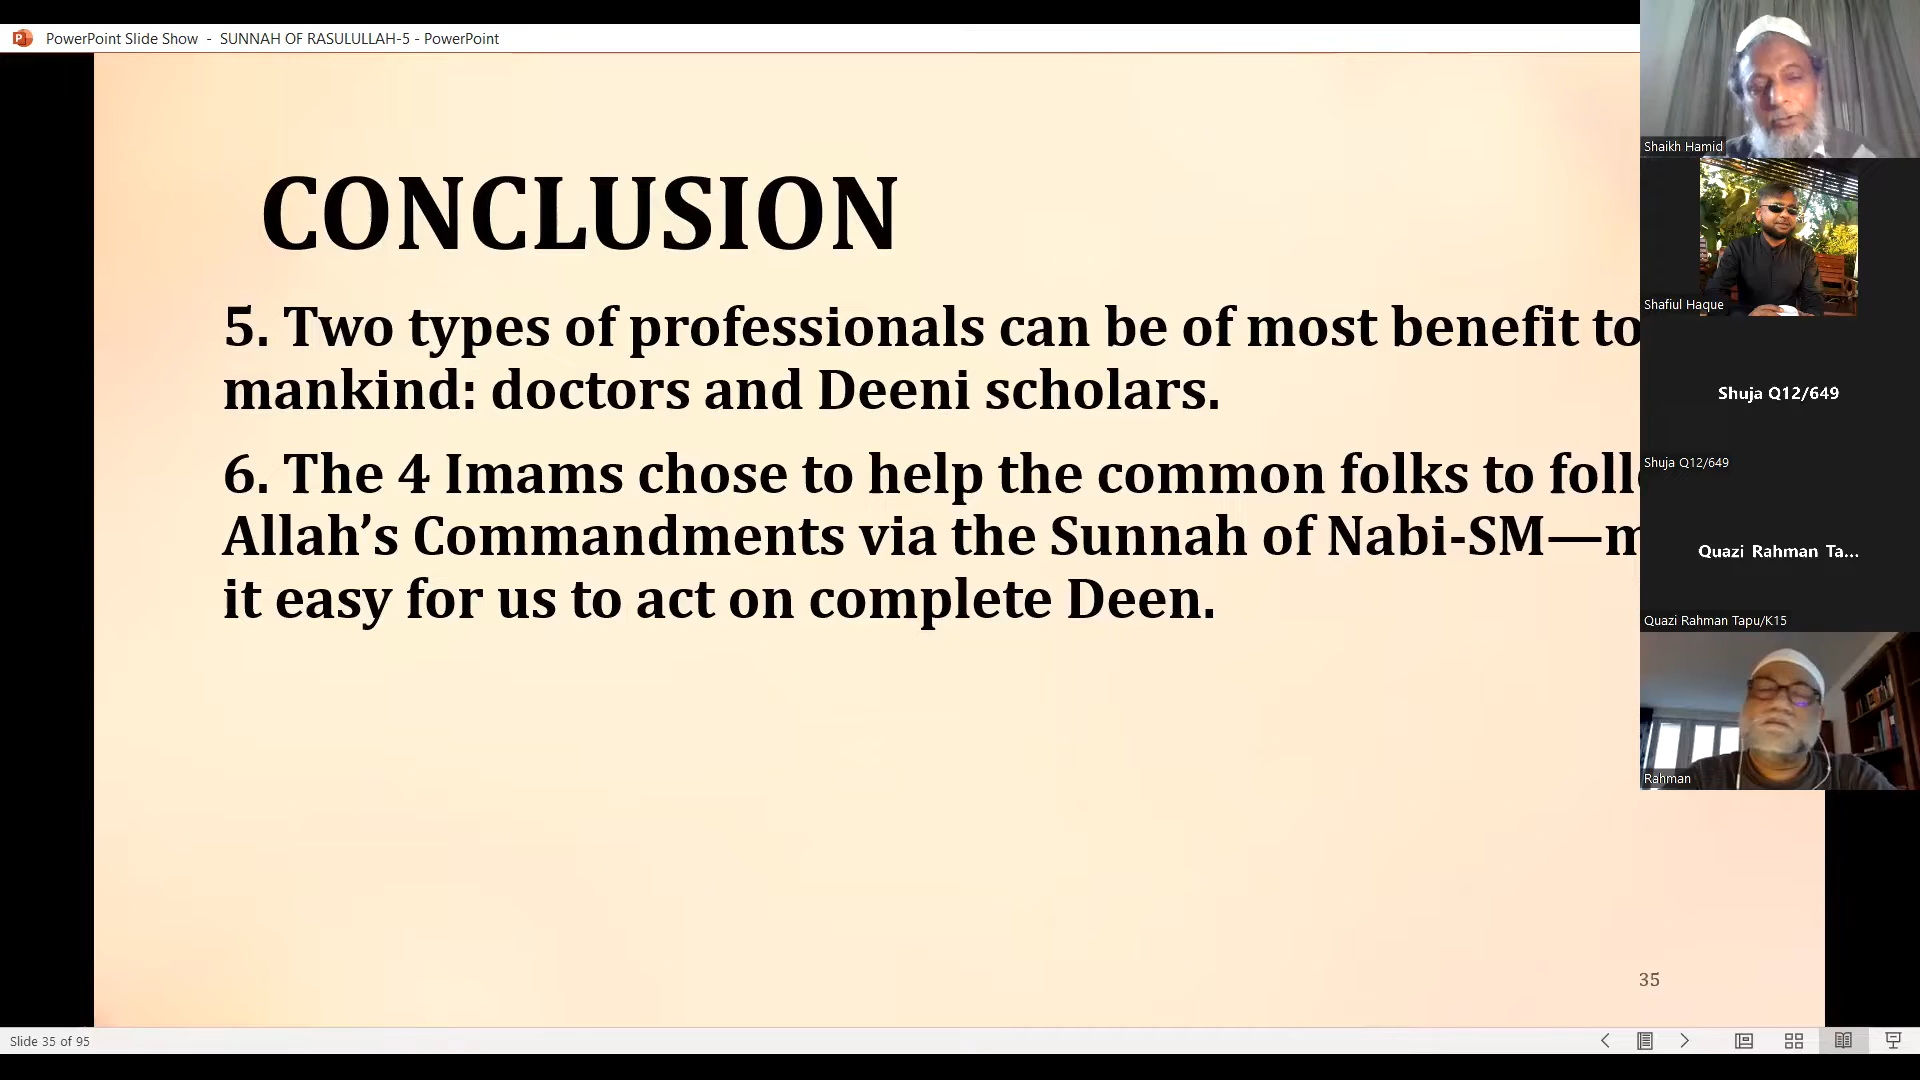 PowerPoint Slide Show - SUNNAH OF RASULULLAH-5 - PowerPoint
CONCLUSION
5. Two types of professionals can be of most benefit to
mankind: doctors and Deeni scholars.
6. The 4 Imams chose to help the common folks to
Allah’s Commandments via the Sunnah of Nabi-SM—
it easy for us to act on complete Deen.
35
Slide 35 of 95
Shaikh Hamid
Shafiul Haque
Shuja Q12/649
Shuja Q12/649
Quazi Rahman Ta...
Quazi Rahman Tapu/K15
Rahman